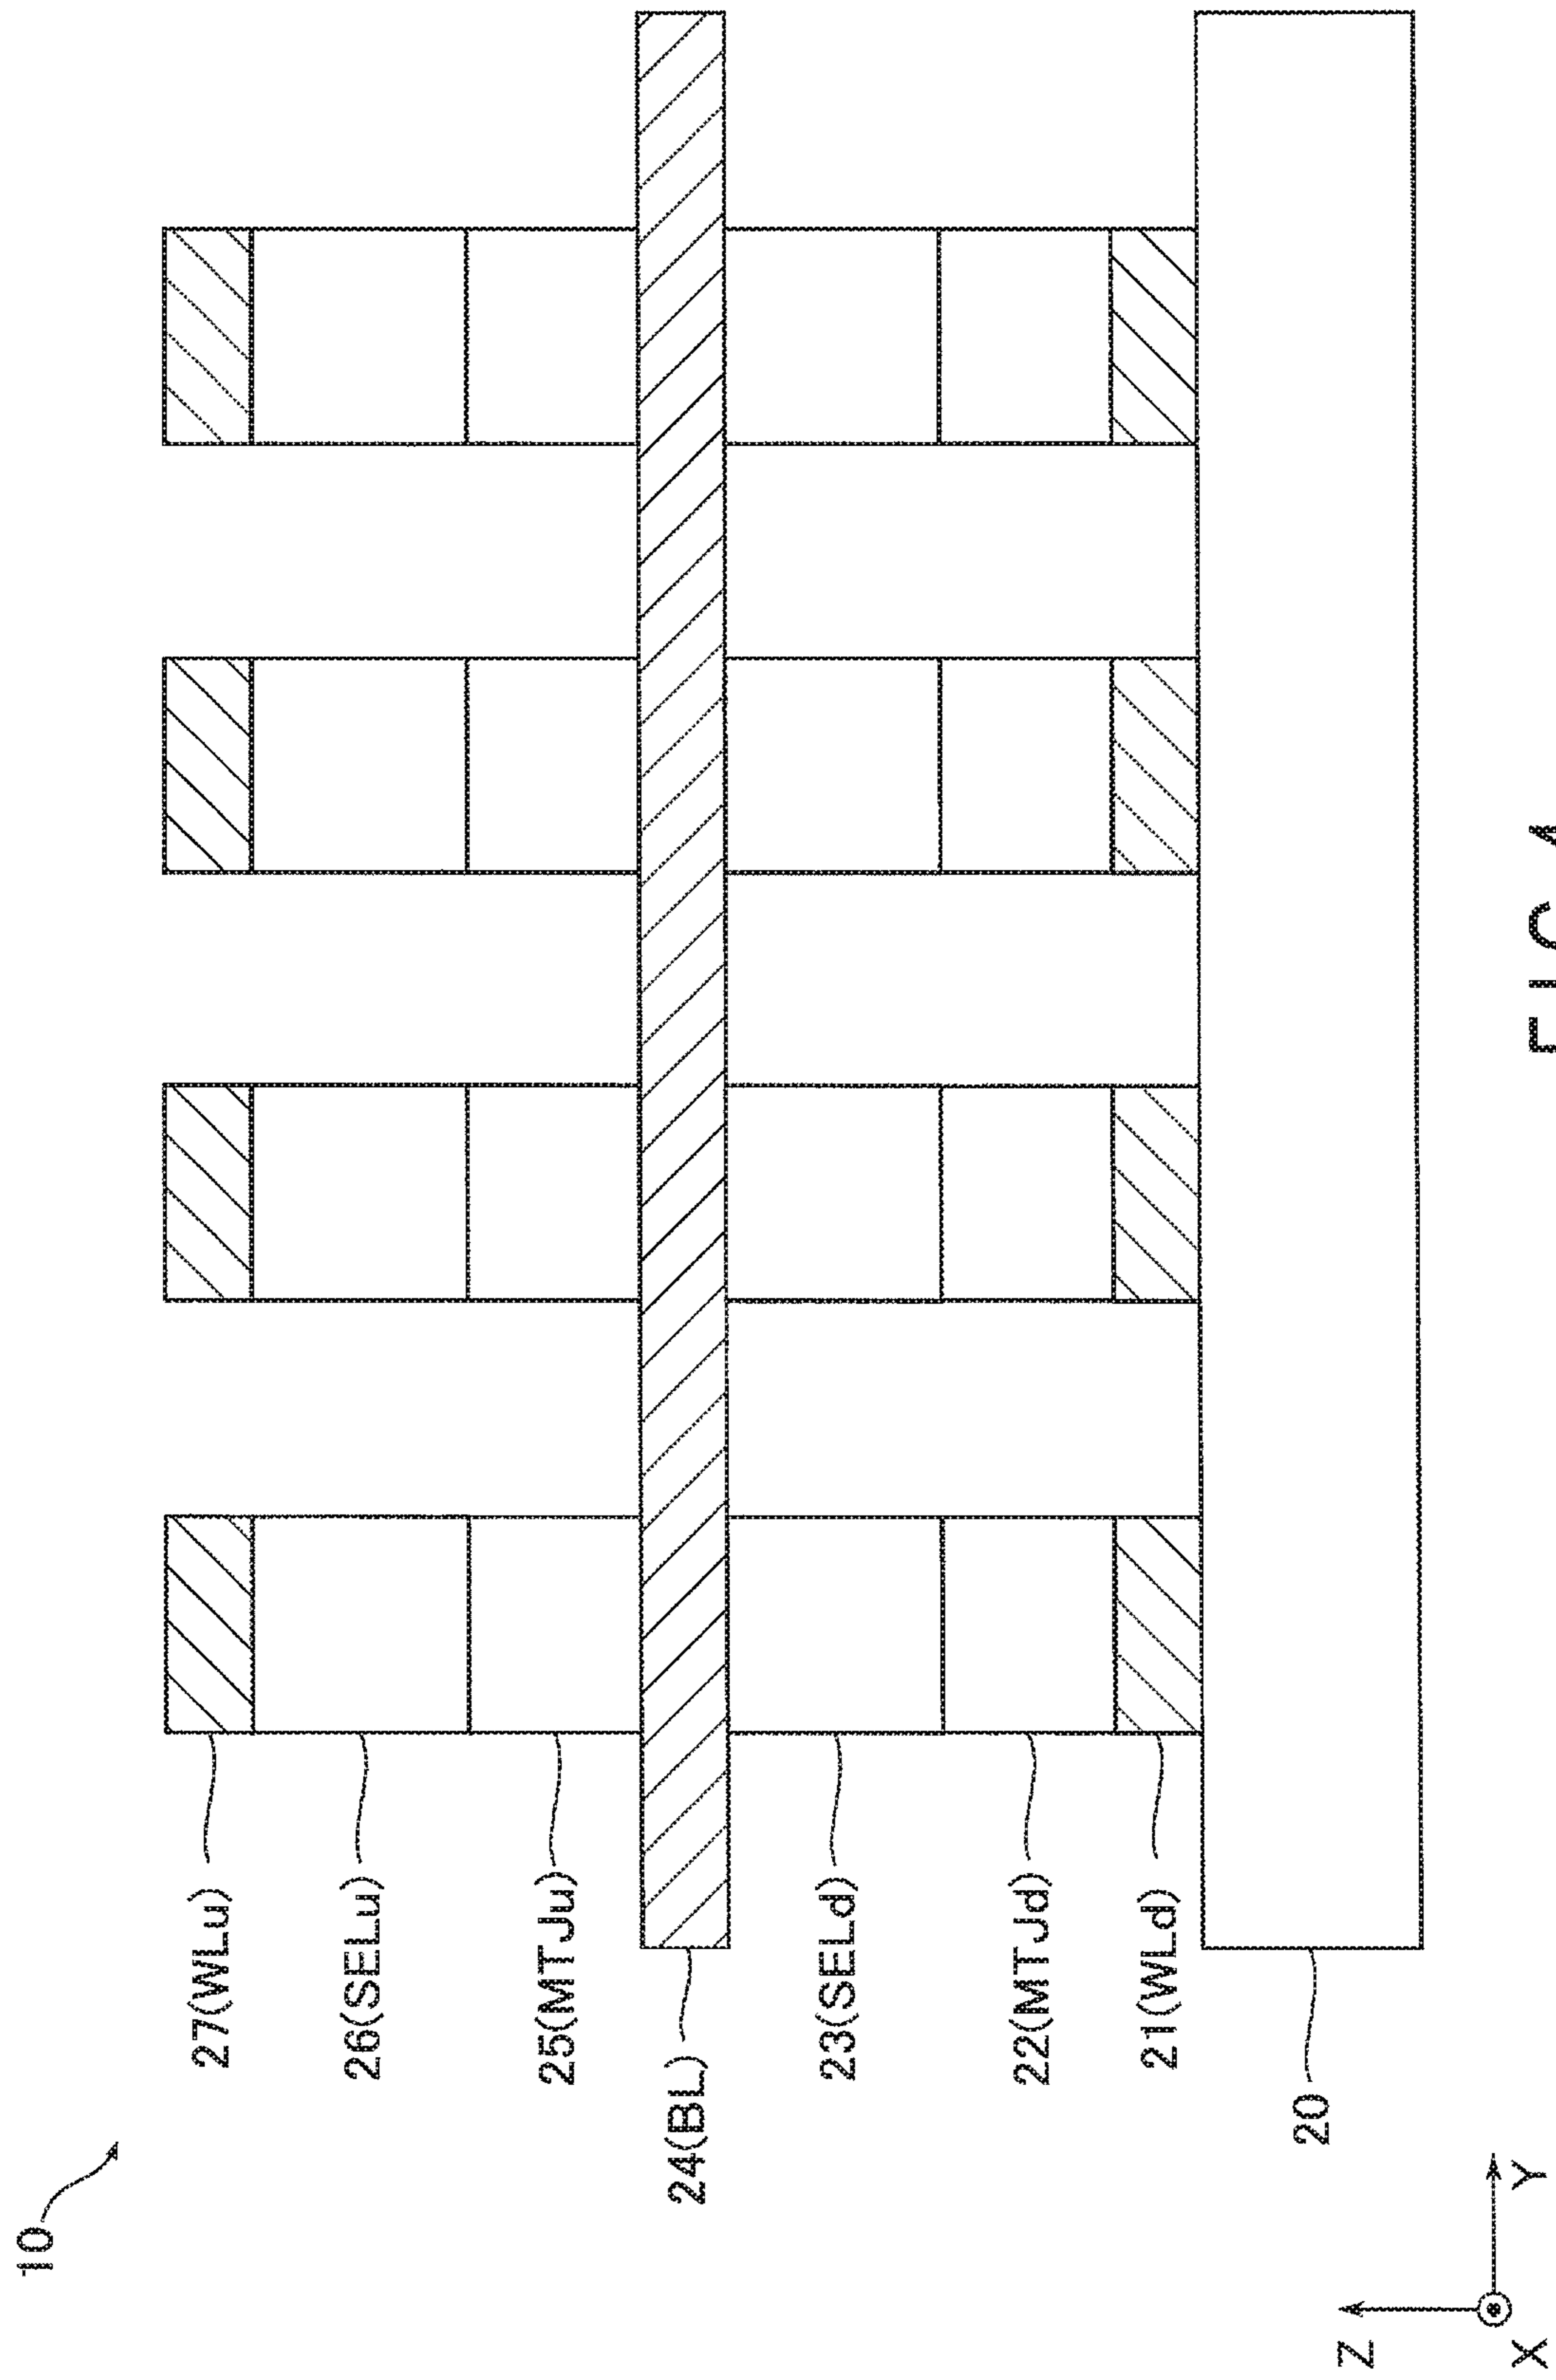 10
27(WLu)
26(SELu)
25(MTJu)
24(BL)
23(SELd)
22(MTJd)
21(WLd)
20
Z
X
Y